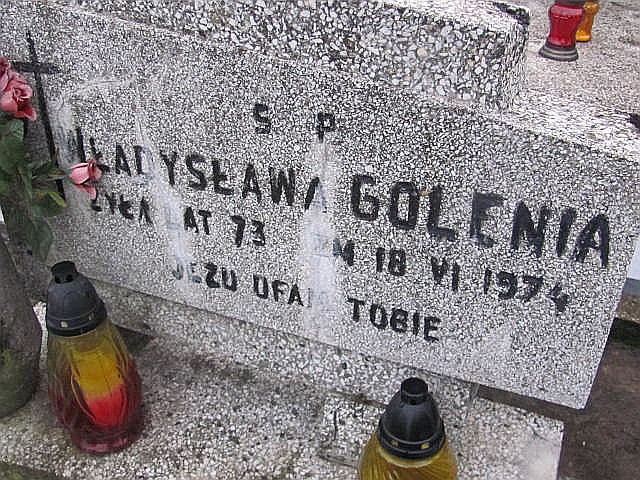 S P
WŁADYSŁAWA GOLENIA
ŻYŁA LAT 73 ZM 18 VI 1974
JEZU UFAM TOBIE